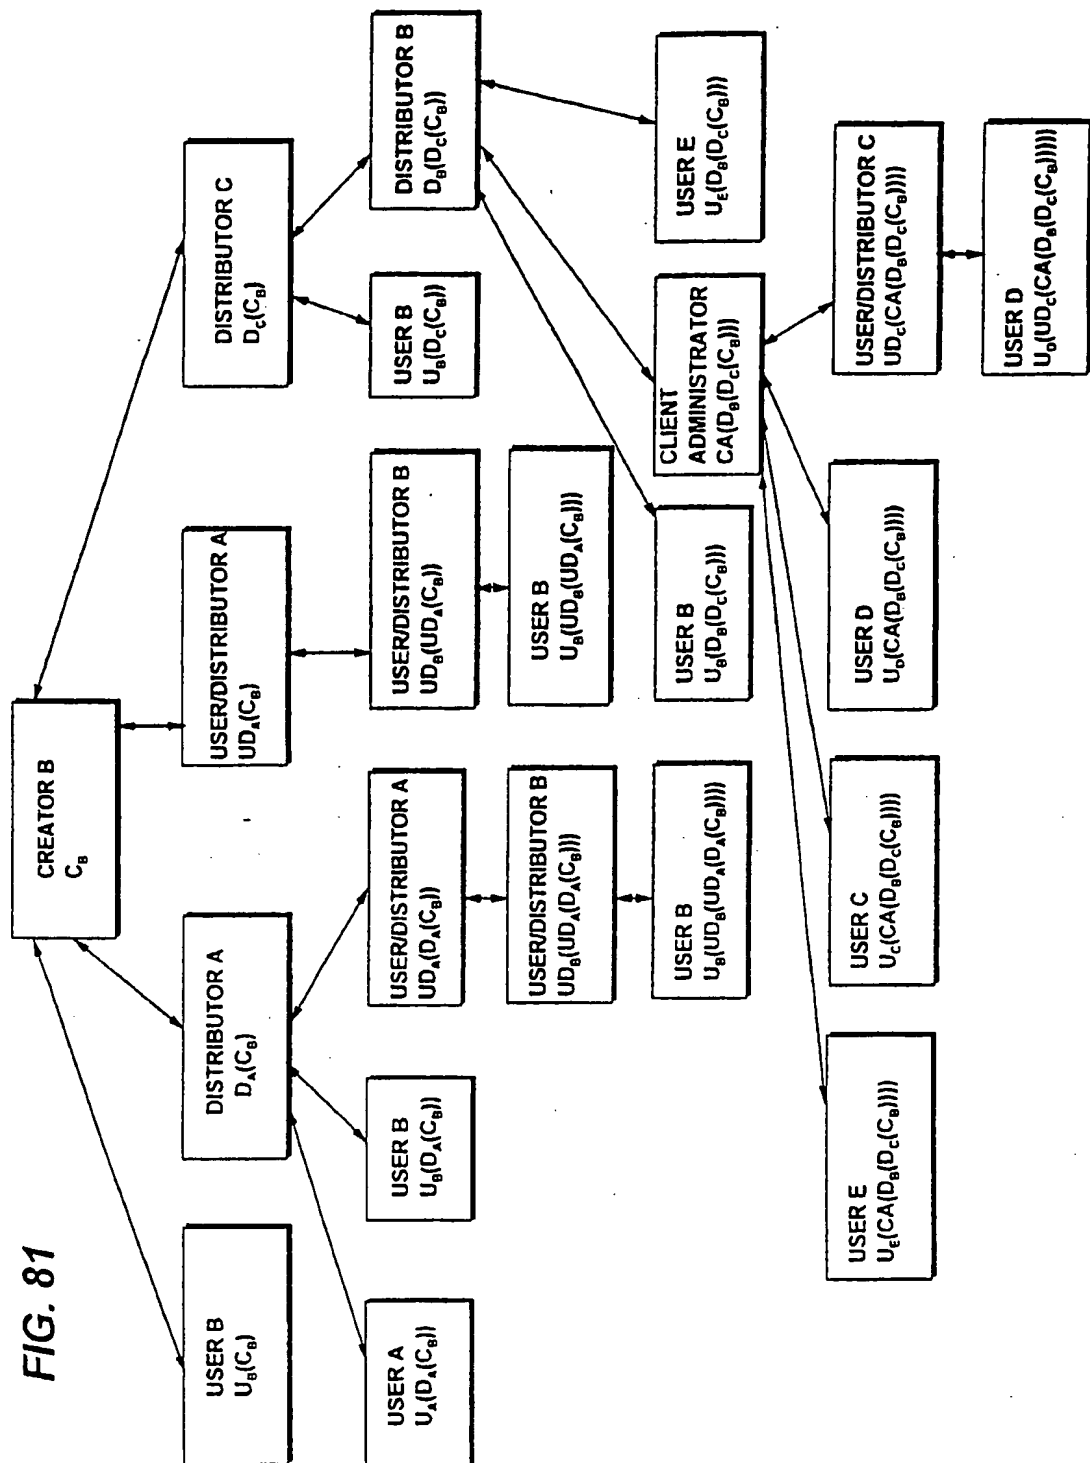 FIG. 81
CREATOR B
C_B
USER B
U_B(C_B)
DISTRIBUTOR A
D_A(C_B)
USER/DISTRIBUTOR A
UD_A(C_B)
DISTRIBUTOR C
D_C(C_B)
USER A
U_A(D_A(C_B))
USER B
U_B(D_A(C_B))
USER/DISTRIBUTOR A
UD_A(D_A(C_B))
USER/DISTRIBUTOR B
UD_B(UD_A(C_B))
USER B
U_B(D_C(C_B))
DISTRIBUTOR B
D_B(D_C(C_B))
USER/DISTRIBUTOR B
UD_B(UD_A(D_A(C_B)))
USER B
U_B(UD_B(UD_A(C_B)))
USER B
U_B(UD_B(UD_A(D_A(C_B))))
USER B
U_B(D_B(D_C(C_B)))
CLIENT
ADMINISTRATOR
CA(D_B(D_C(C_B)))
USER E
U_E(D_B(D_C(C_B)))
USER E
U_E(CA(D_B(D_C(C_B))))
USER C
U_C(CA(D_B(D_C(C_B))))
USER D
U_D(CA(D_B(D_C(C_B))))
USER/DISTRIBUTOR C
UD_C(CA(D_B(D_C(C_B))))
USER D
U_D(UD_C(CA(D_B(D_C(C_B)))))